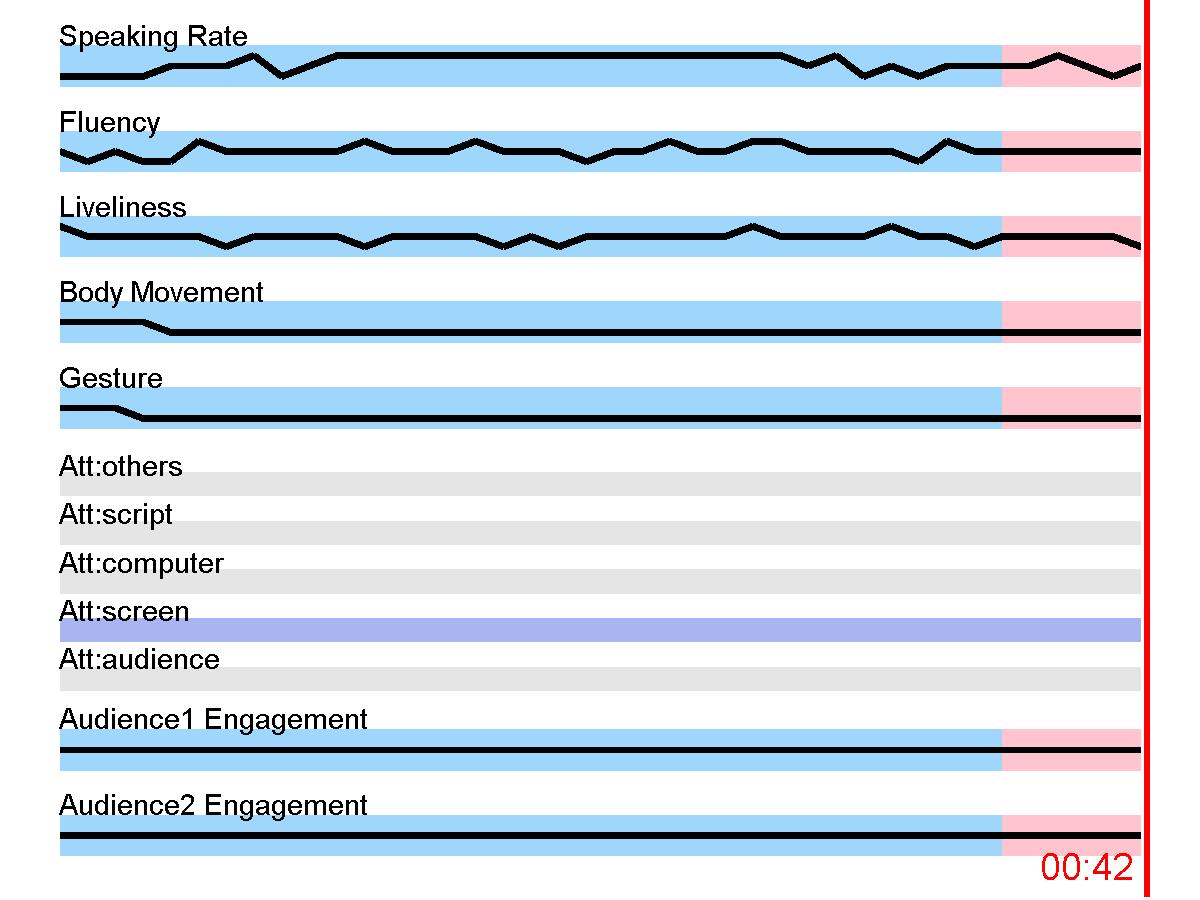 Speaking Rate
Fluency
Liveliness
Body Movement
Gesture
Att:others
Att:script
Att:computer
Att:screen
Att:audience
Audience1 Engagement
Audience2 Engagement
00:42